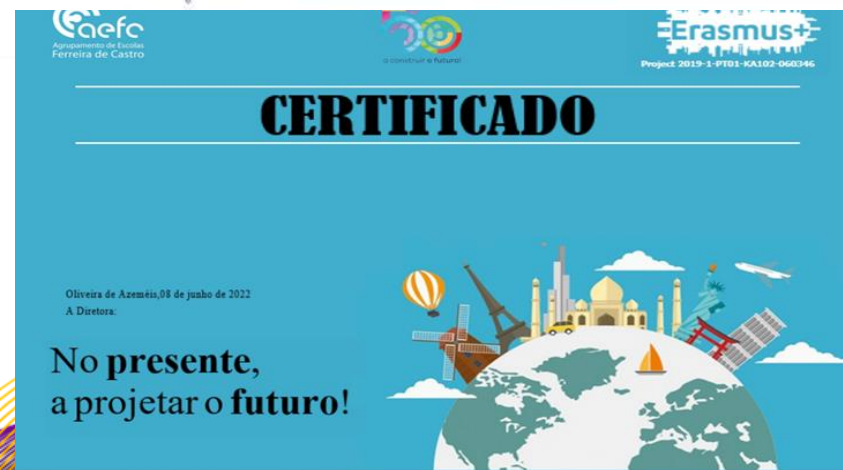 aefc
Agrupamento de Escolas
Ferreira de Castro
a construir o futuro!
Erasmus+
Project 2019-1-PT01-KA102-060346
CERTIFICADO
Oliveira de Azeméis,08 de junho de 2022
A Diretora:
No presente,
a projetar o futuro!